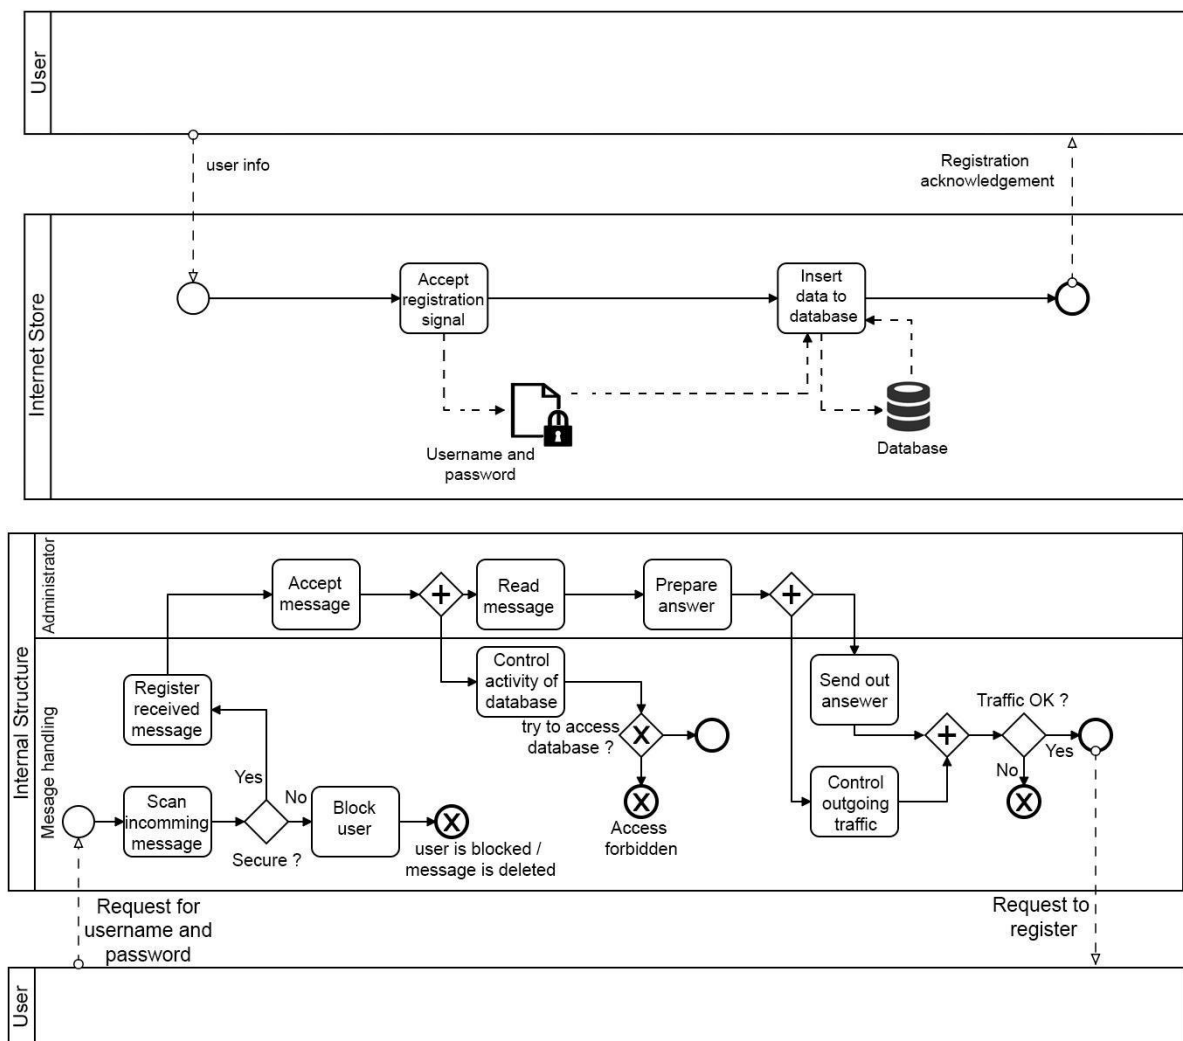 User
user info
Registration
acknowledgement
Internet Store
Accept
registration
signal
Insert
data to
database
Username and
password
Database
Internal Structure
Administrator
Accept
message
Read
message
Prepare
answer
Mesage handling
Register
received
message
Control
activity of
database
try to access
database ?
Send out
ansewer
Traffic OK ?
Yes
No
Yes
No
Scan
incomming
message
Secure ?
Block
user
user is blocked /
message is deleted
Access
forbidden
Control
outgoing
traffic
Request for
username and
password
Request to
register
User